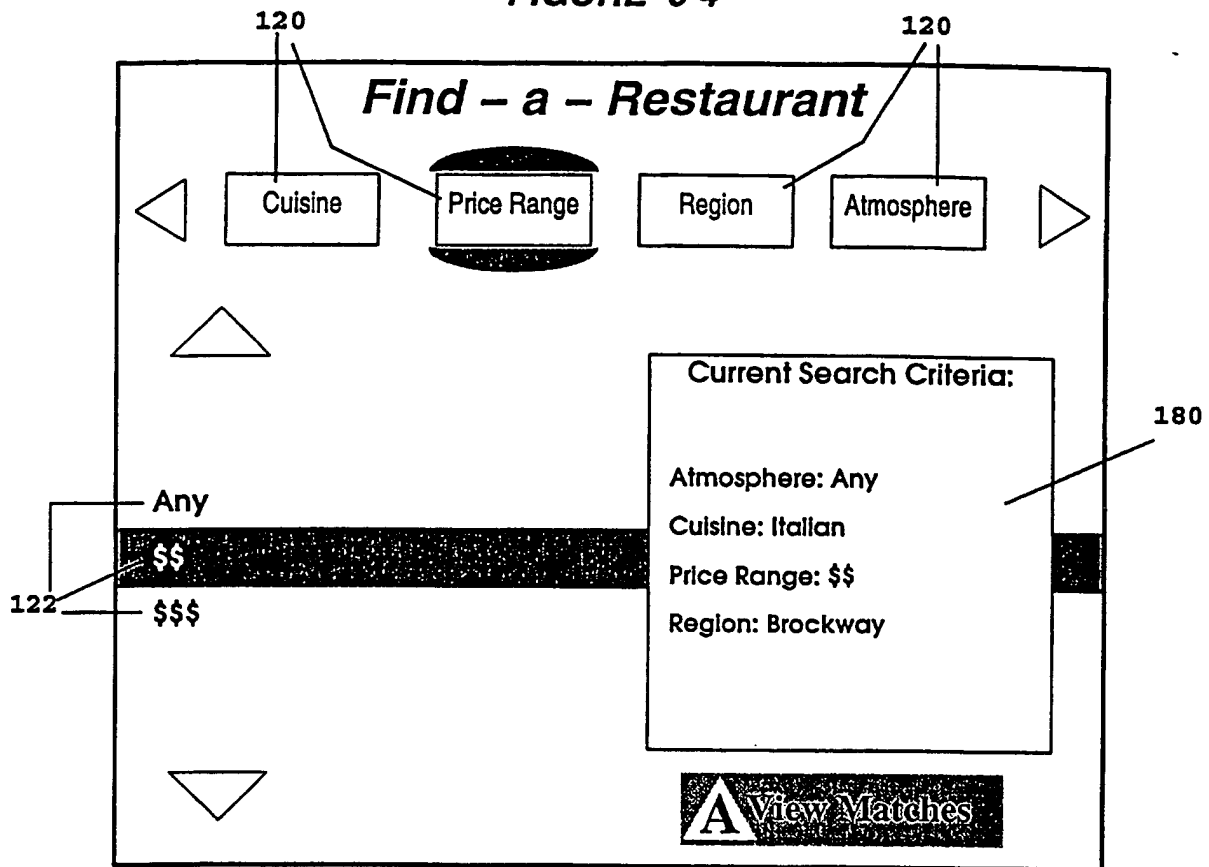 120 120
Find – a – Restaurant
Cuisine Price Range Region Atmosphere
Current Search Criteria:
180
Atmosphere: Any
Any
Cuisine: Italian
$$
Price Range: $$
122
$$$
Region: Brockway
A View Matches